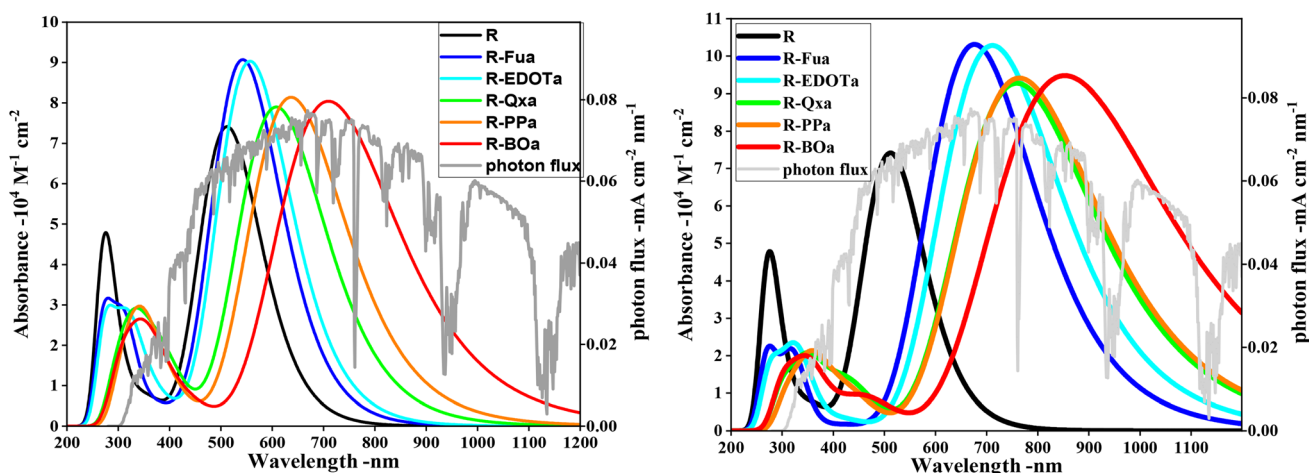 10
9
8
7
6
5
4
3
2
1
0
Absorbance -10⁴ M⁻¹ cm⁻²
200 300 400 500 600 700 800 900 1000 1100 1200
Wavelength -nm
R
R-Fua
R-EDOTa
R-Qxa
R-PPa
R-BOa
photon flux
0.08
0.06
0.04
0.02
0.00
photon flux -mA cm⁻² nm⁻¹
11
10
9
8
7
6
5
4
3
2
1
0
Absorbance -10⁴ M⁻¹ cm⁻²
200 300 400 500 600 700 800 900 1000 1100
Wavelength -nm
R
R-Fua
R-EDOTa
R-Qxa
R-PPa
R-BOa
photon flux
0.08
0.06
0.04
0.02
0.00
photon flux -mA cm⁻² nm⁻¹